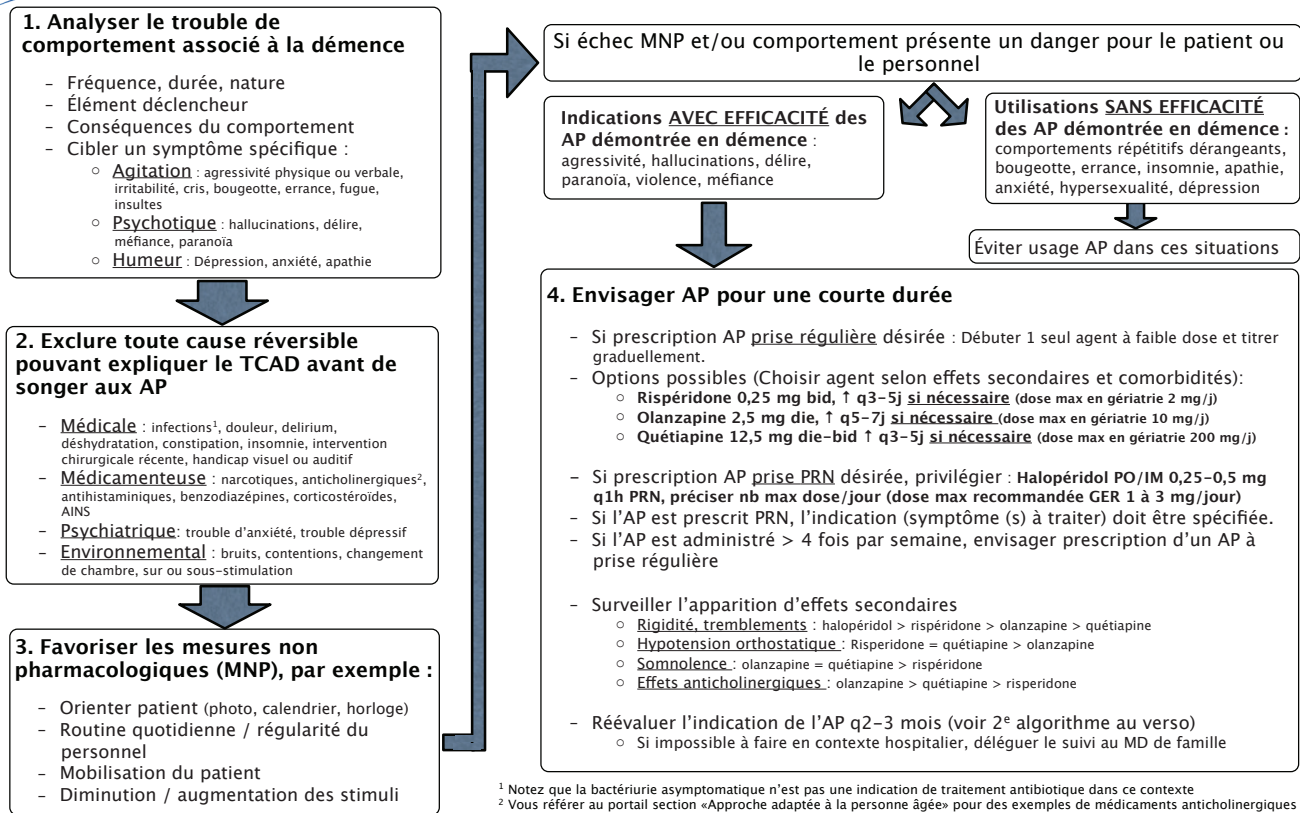 1. Analyser le trouble de
comportement associé à la démence
– Fréquence, durée, nature
– Élément déclencheur
– Conséquences du comportement
– Cibler un symptôme spécifique :
○ Agitation : agressivité physique ou verbale,
irritabilité, cris, bougeotte, errance, fugue,
insultes
○ Psychotique : hallucinations, délire,
méfiance, paranoïa
○ Humeur : Dépression, anxiété, apathie
2. Exclure toute cause réversible
pouvant expliquer le TCAD avant de
songer aux AP
– Médicale : infections¹, douleur, delirium,
déshydratation, constipation, insomnie, intervention
chirurgicale récente, handicap visuel ou auditif
– Médicamenteuse : narcotiques, anticholinergiques²,
antihistaminiques, benzodiazépines, corticostéroïdes,
AINS
– Psychiatrique: trouble d’anxiété, trouble dépressif
– Environnemental : bruits, contentions, changement
de chambre, sur ou sous-stimulation
3. Favoriser les mesures non
pharmacologiques (MNP), par exemple :
– Orienter patient (photo, calendrier, horloge)
– Routine quotidienne / régularité du
personnel
– Mobilisation du patient
– Diminution / augmentation des stimuli
Si échec MNP et/ou comportement présente un danger pour le patient ou
le personnel
Indications AVEC EFFICACITÉ des
AP démontrée en démence :
agressivité, hallucinations, délire,
paranoïa, violence, méfiance
Utilisations SANS EFFICACITÉ
des AP démontrée en démence :
comportements répétitifs dérangeants,
bougeotte, errance, insomnie, apathie,
anxiété, hypersexualité, dépression
Éviter usage AP dans ces situations
4. Envisager AP pour une courte durée
– Si prescription AP prise régulière désirée : Débuter 1 seul agent à faible dose et titrer
graduellement.
– Options possibles (Choisir agent selon effets secondaires et comorbidités):
○ Rispéridone 0,25 mg bid, ↑ q3-5j si nécessaire (dose max en gériatrie 2 mg/j)
○ Olanzapine 2,5 mg die, ↑ q5-7j si nécessaire (dose max en gériatrie 10 mg/j)
○ Quétiapine 12,5 mg die-bid ↑ q3-5j si nécessaire (dose max en gériatrie 200 mg/j)
– Si prescription AP prise PRN désirée, privilégier : Halopéridol PO/IM 0,25-0,5 mg
q1h PRN, préciser nb max dose/jour (dose max recommandée GER 1 à 3 mg/jour)
– Si l’AP est prescrit PRN, l’indication (symptôme (s) à traiter) doit être spécifiée.
– Si l’AP est administré > 4 fois par semaine, envisager prescription d’un AP à
prise régulière
– Surveiller l’apparition d’effets secondaires
○ Rigidité, tremblements : halopéridol > rispéridone > olanzapine > quétiapine
○ Hypotension orthostatique : Risperidone = quétiapine > olanzapine
○ Somnolence : olanzapine = quétiapine > rispéridone
○ Effets anticholinergiques : olanzapine > quétiapine > risperidone
– Réévaluer l’indication de l’AP q2-3 mois (voir 2ᵉ algorithme au verso)
○ Si impossible à faire en contexte hospitalier, déléguer le suivi au MD de famille
¹ Notez que la bactériurie asymptomatique n’est pas une indication de traitement antibiotique dans ce contexte
² Vous référer au portail section «Approche adaptée à la personne âgée» pour des exemples de médicaments anticholinergiques